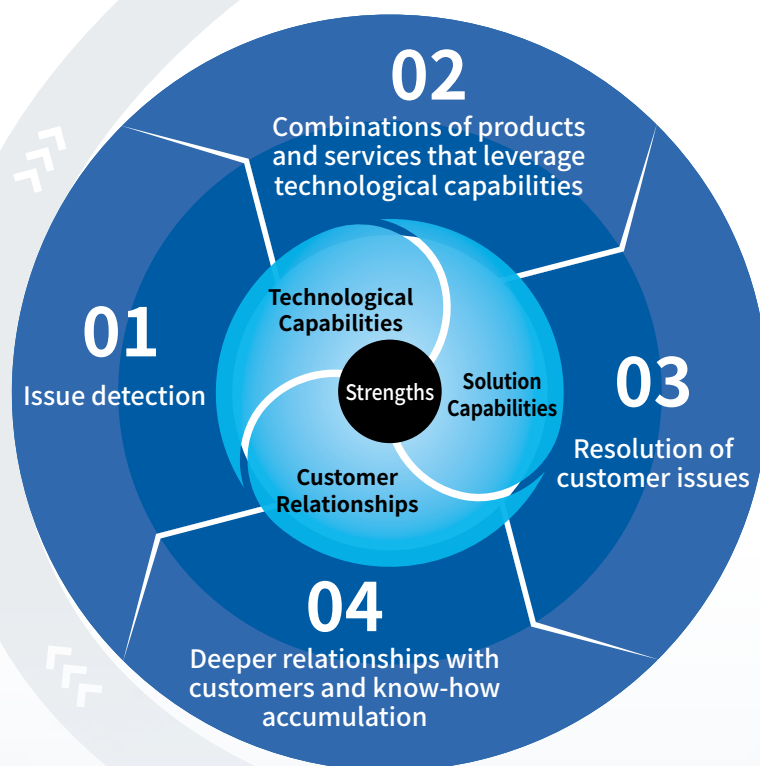 01
Issue detection
02
Combinations of products
and services that leverage
technological capabilities
03
Resolution of
customer issues
04
Deeper relationships with
customers and know-how
accumulation
Technological
Capabilities
Solution
Capabilities
Customer
Relationships
Strengths